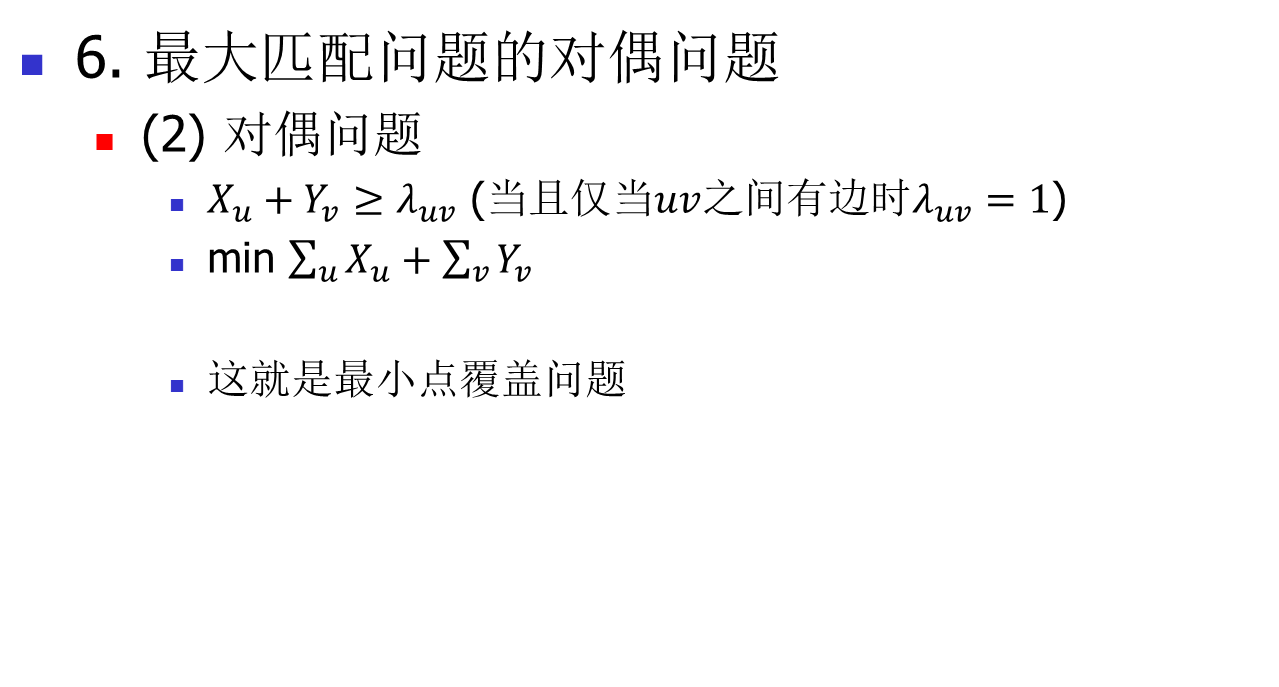 6. 最大匹配问题的对偶问题
(2) 对偶问题
X_u + Y_v ≥ λ_uv (当且仅当uv之间有边时λ_uv = 1)
min ∑_u X_u + ∑_v Y_v
这就是最小点覆盖问题